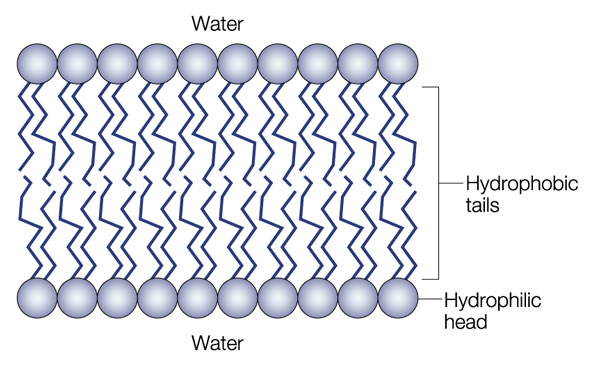 Water
Hydrophobic
tails
Hydrophilic
head
Water